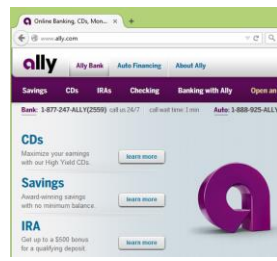 Online Banking, CDs, Mon...
www.ally.com
ally
Ally Bank Auto Financing About Ally
Savings CDs IRAs Checking Banking with Ally Open an
Bank: 1-877-247-ALLY(2559) call us 24/7 call wait time: 1 min Auto: 1-888-925-ALLY
CDs
Maximize your earnings
with our High Yield CDs.
learn more
Savings
Award-winning savings
with no minimum balance.
learn more
IRA
Get up to a $500 bonus
for a qualifying deposit.
learn more